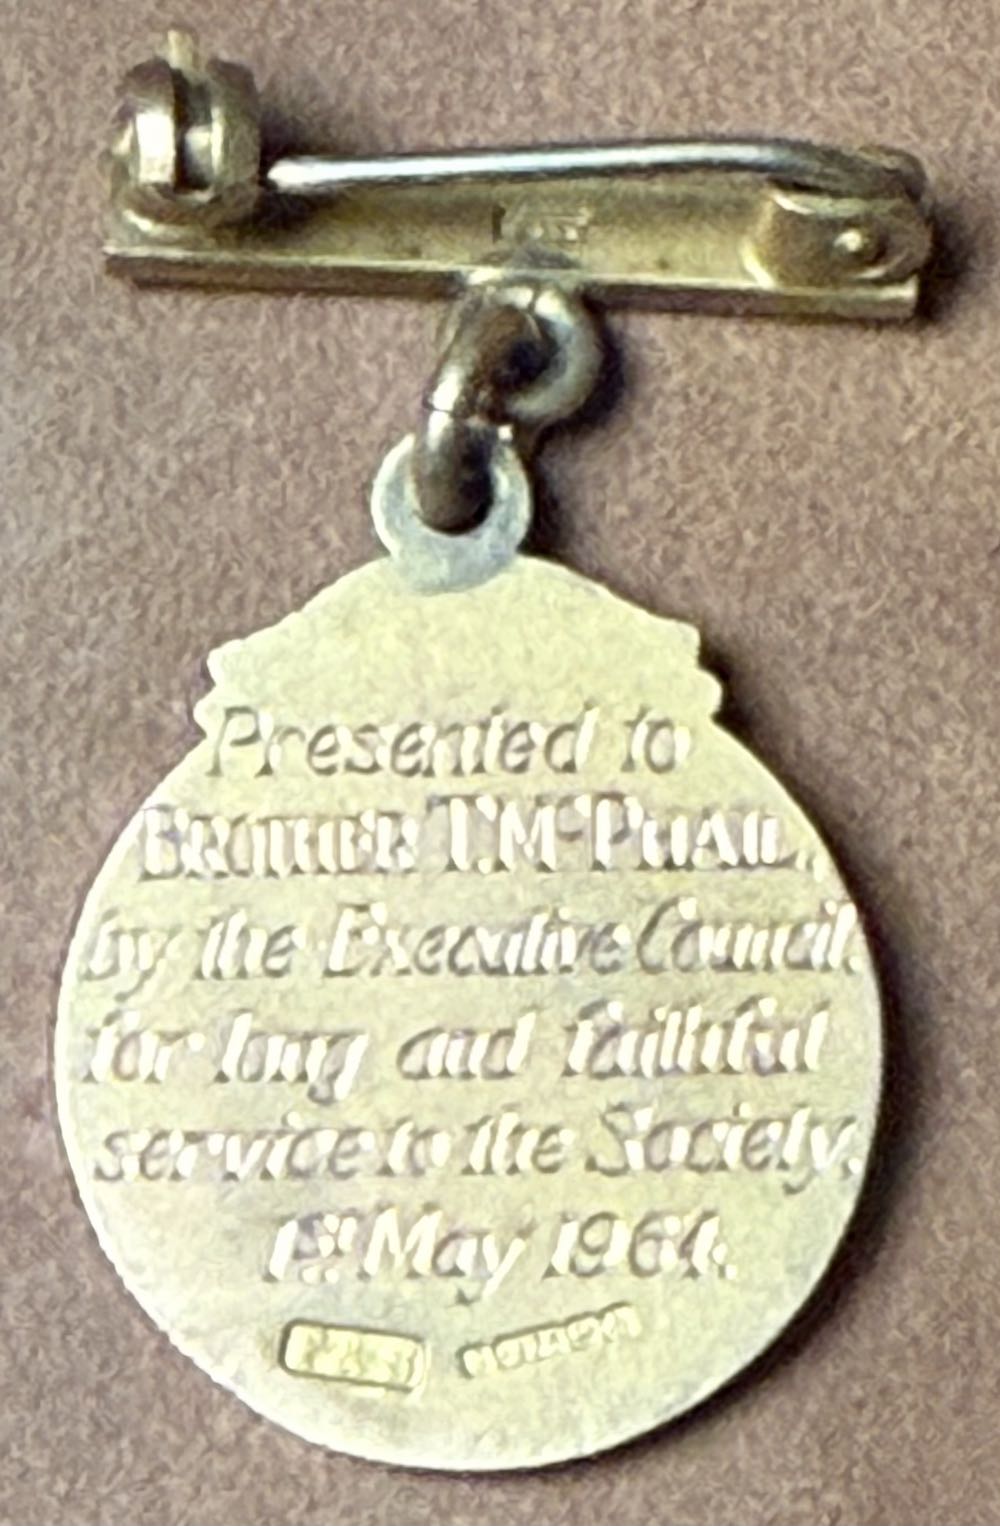 Presented to
BROTHER T. McPHAIL,
by the Executive Council,
for long and faithful
service to the Society.
1st May 1964.